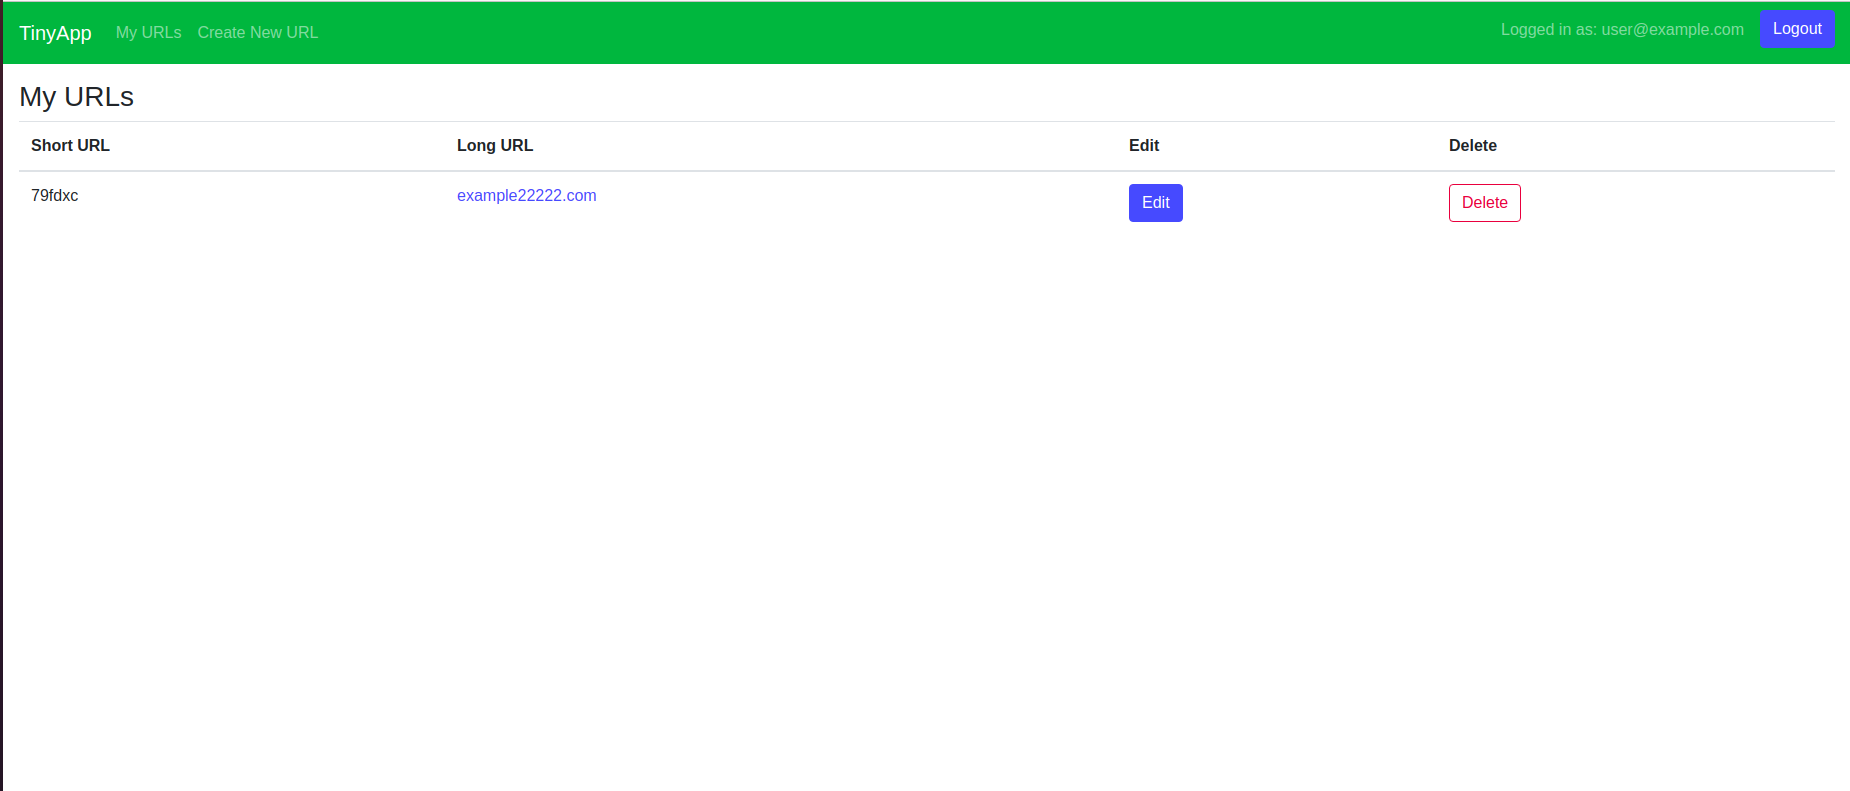 TinyApp My URLs Create New URL Logged in as: user@example.com Logout
My URLs
Short URL Long URL Edit Delete
79fdxc example22222.com Edit Delete